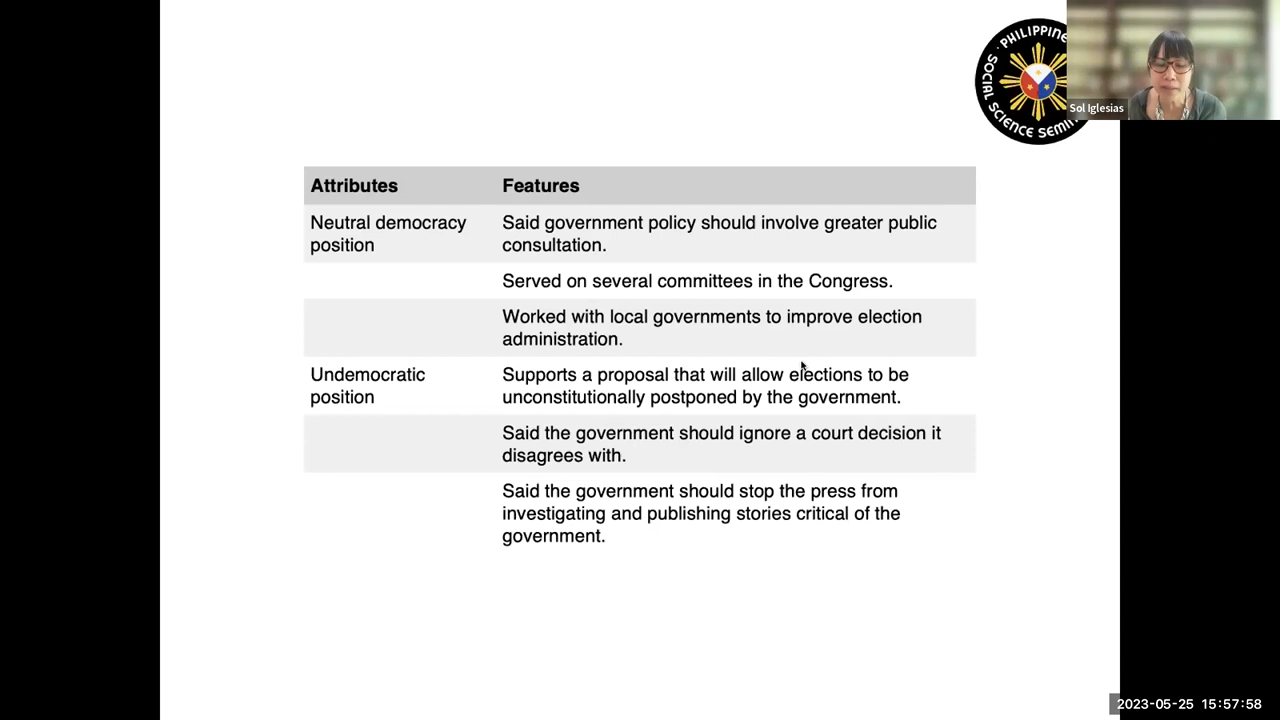 PHILIPPINE
SOCIAL SCIENCE SEMI
Sol Iglesias
Attributes Features
Neutral democracy Said government policy should involve greater public
position consultation.
Served on several committees in the Congress.
Worked with local governments to improve election
administration.
Undemocratic Supports a proposal that will allow elections to be
position unconstitutionally postponed by the government.
Said the government should ignore a court decision it
disagrees with.
Said the government should stop the press from
investigating and publishing stories critical of the
government.
2023-05-25 15:57:58